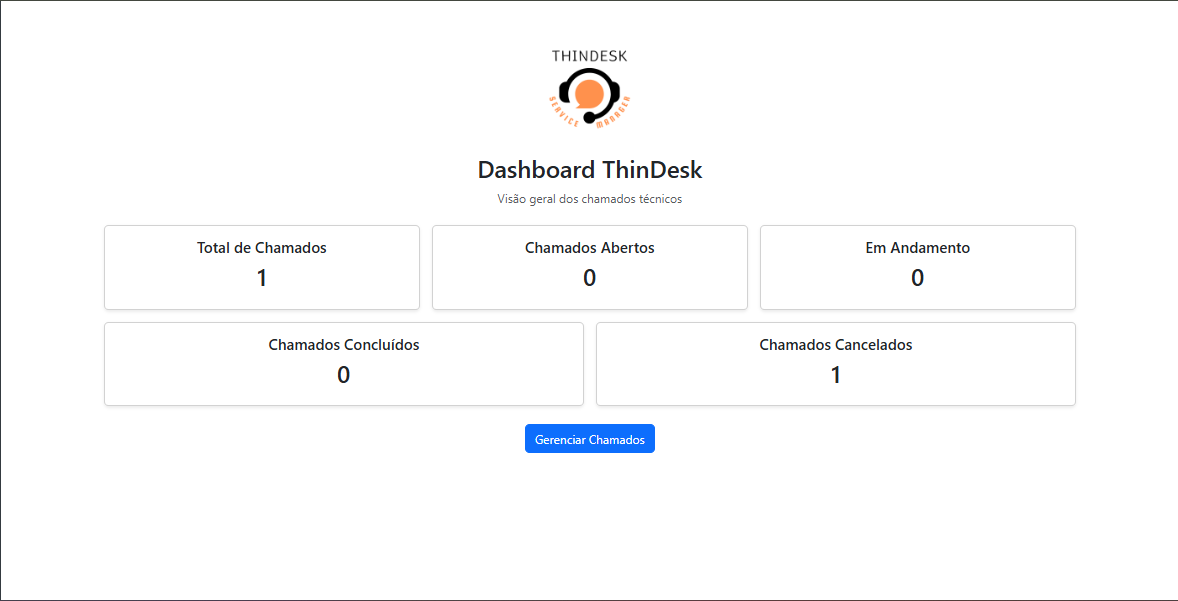 THINDESK
SERVICE MANAGER
Dashboard ThinDesk
Visão geral dos chamados técnicos
Total de Chamados
1
Chamados Abertos
0
Em Andamento
0
Chamados Concluídos
0
Chamados Cancelados
1
Gerenciar Chamados